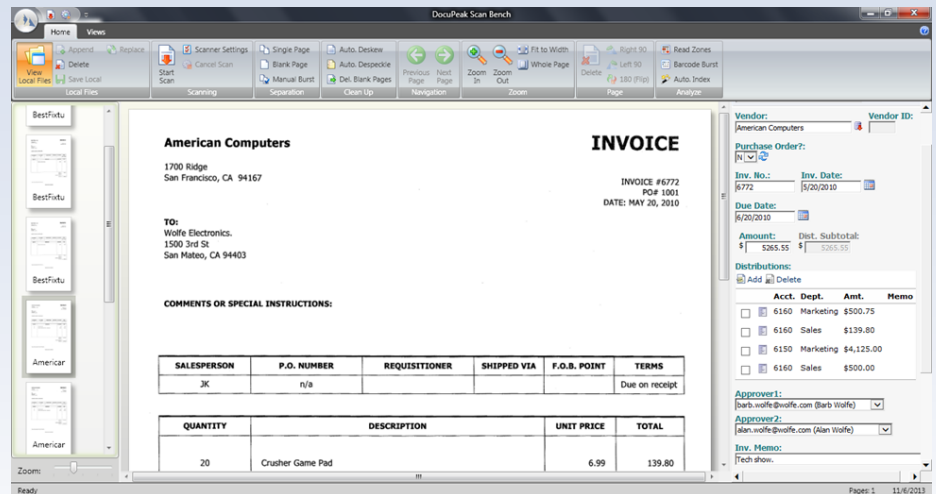 DocuPeak Scan Bench
Home Views
View Local Files
Append
Replace
Delete
Save Local
Local Files
Start Scan
Scanner Settings
Cancel Scan
Scanning
Single Page
Blank Page
Manual Burst
Separation
Auto. Deskew
Auto. Despeckle
Del. Blank Pages
Clean Up
Previous Page
Next Page
Navigation
Zoom In
Zoom Out
Fit to Width
Whole Page
Zoom
Delete
Right 90
Left 90
180 (Flip)
Page
Read Zones
Barcode Burst
Auto. Index
Analyze
BestFixtu
BestFixtu
BestFixtu
Americar
Americar
Zoom:
American Computers
INVOICE
1700 Ridge
San Francisco, CA 94167
INVOICE #6772
PO# 1001
DATE: MAY 20, 2010
TO:
Wolfe Electronics.
1500 3rd St
San Mateo, CA 94403
COMMENTS OR SPECIAL INSTRUCTIONS:
SALESPERSON P.O. NUMBER REQUISITIONER SHIPPED VIA F.O.B. POINT TERMS
JK n/a Due on receipt
QUANTITY DESCRIPTION UNIT PRICE TOTAL
20 Crusher Game Pad 6.99 139.80
Vendor: Vendor ID:
American Computers
Purchase Order?:
N
Inv. No.: Inv. Date:
6772 5/20/2010
Due Date:
6/20/2010
Amount: Dist. Subtotal:
$ 5265.55 $ 5265.55
Distributions:
Add Delete
Acct. Dept. Amt. Memo
6160 Marketing $500.75
6160 Sales $139.80
6150 Marketing $4,125.00
6160 Sales $500.00
Approver1:
barb.wolfe@wolfe.com (Barb Wolfe)
Approver2:
alan.wolfe@wolfe.com (Alan Wolfe)
Inv. Memo:
Tech show.
Ready
Pages: 1 11/6/2013